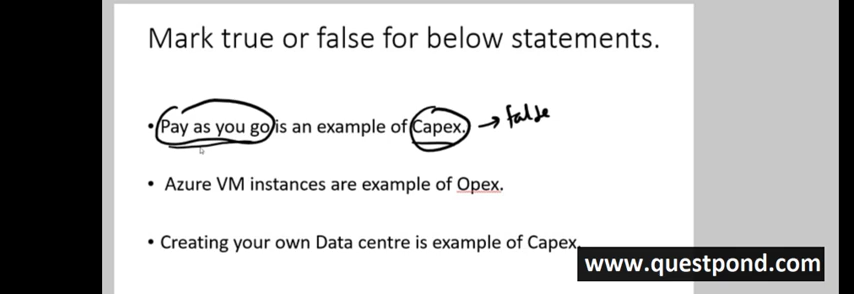 Mark true or false for below statements.
• Pay as you go is an example of Capex. → false
• Azure VM instances are example of Opex.
• Creating your own Data centre is example of Capex.
www.questpond.com